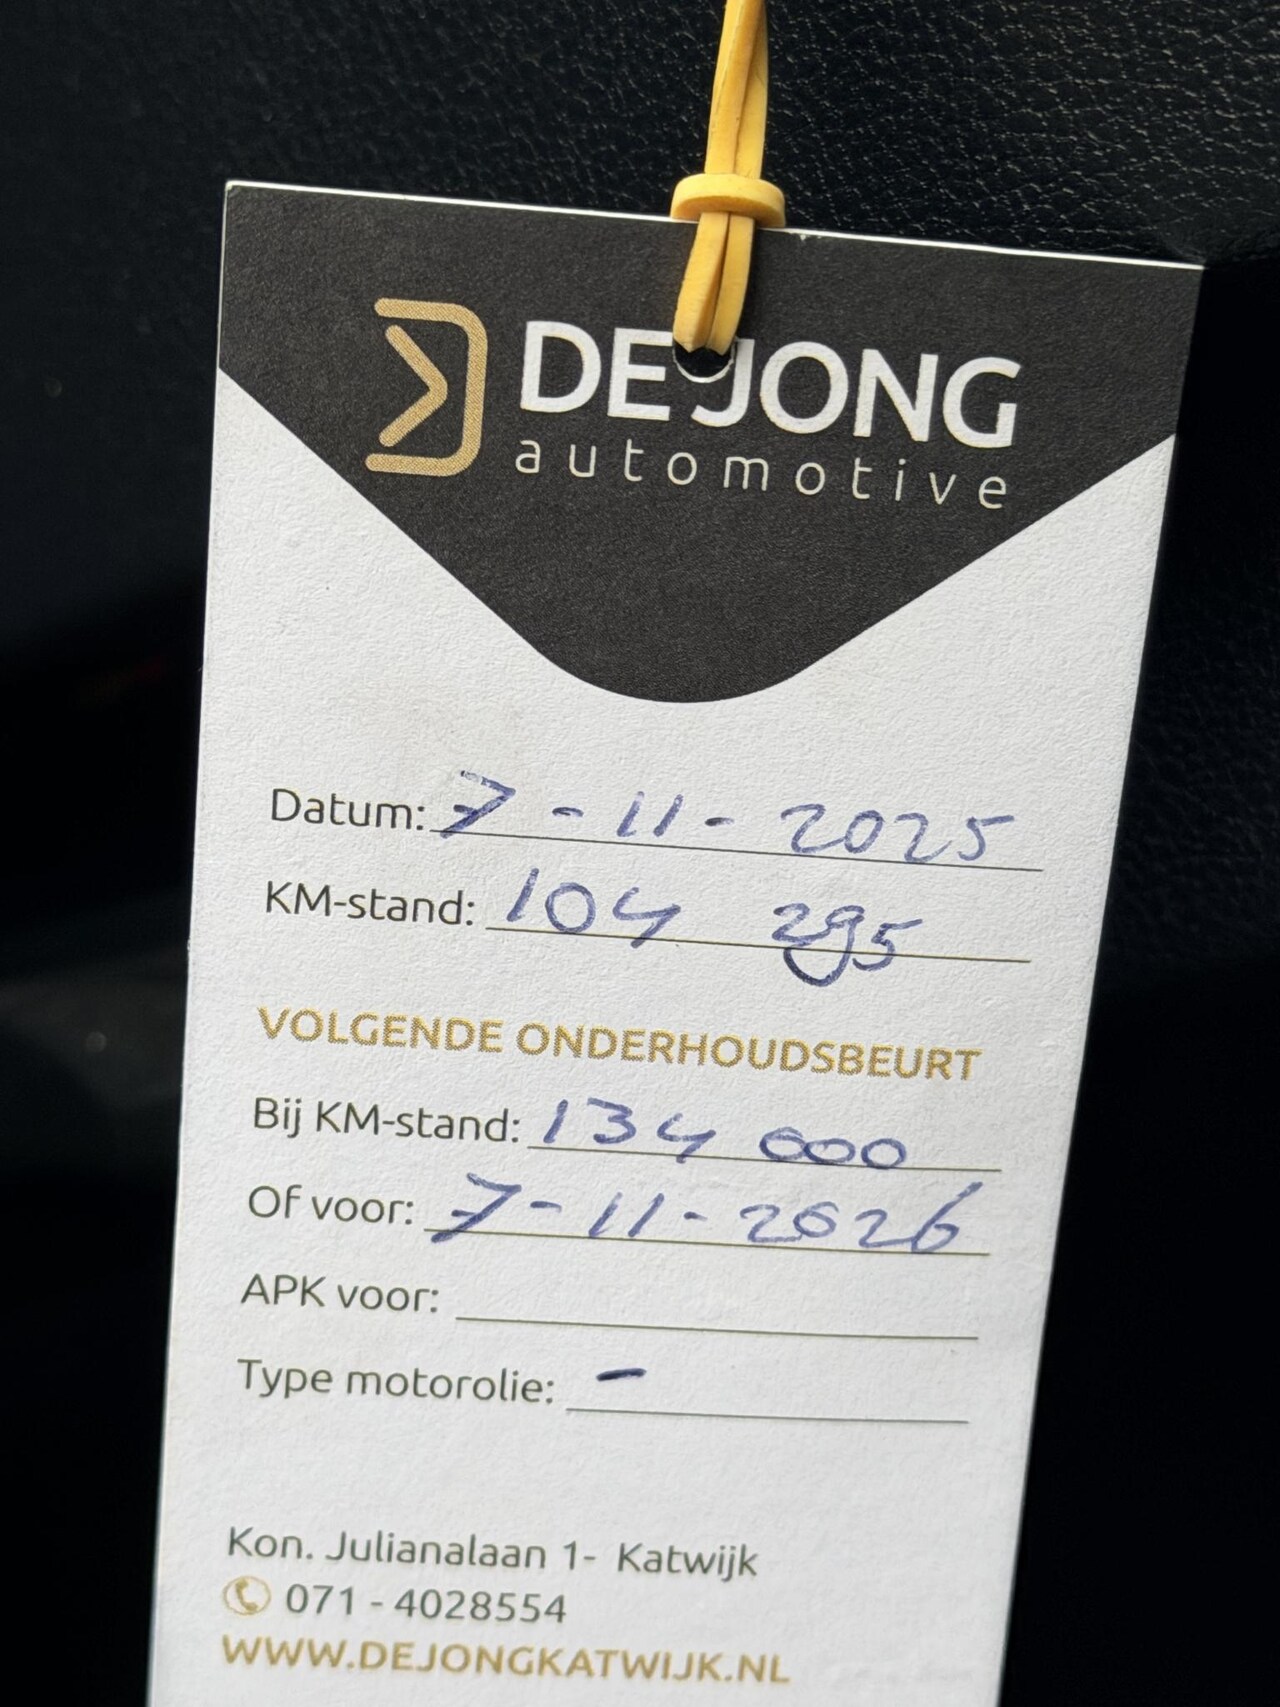 DE JONG
automotive
Datum: 7 - 11 - 2025
KM-stand: 104 295
VOLGENDE ONDERHOUDSBEURT
Bij KM-stand: 134 000
Of voor: 7 - 11 - 2026
APK voor:
Type motorolie: -
Kon. Julianalaan 1- Katwijk
071 - 4028554
WWW.DEJONGKATWIJK.NL